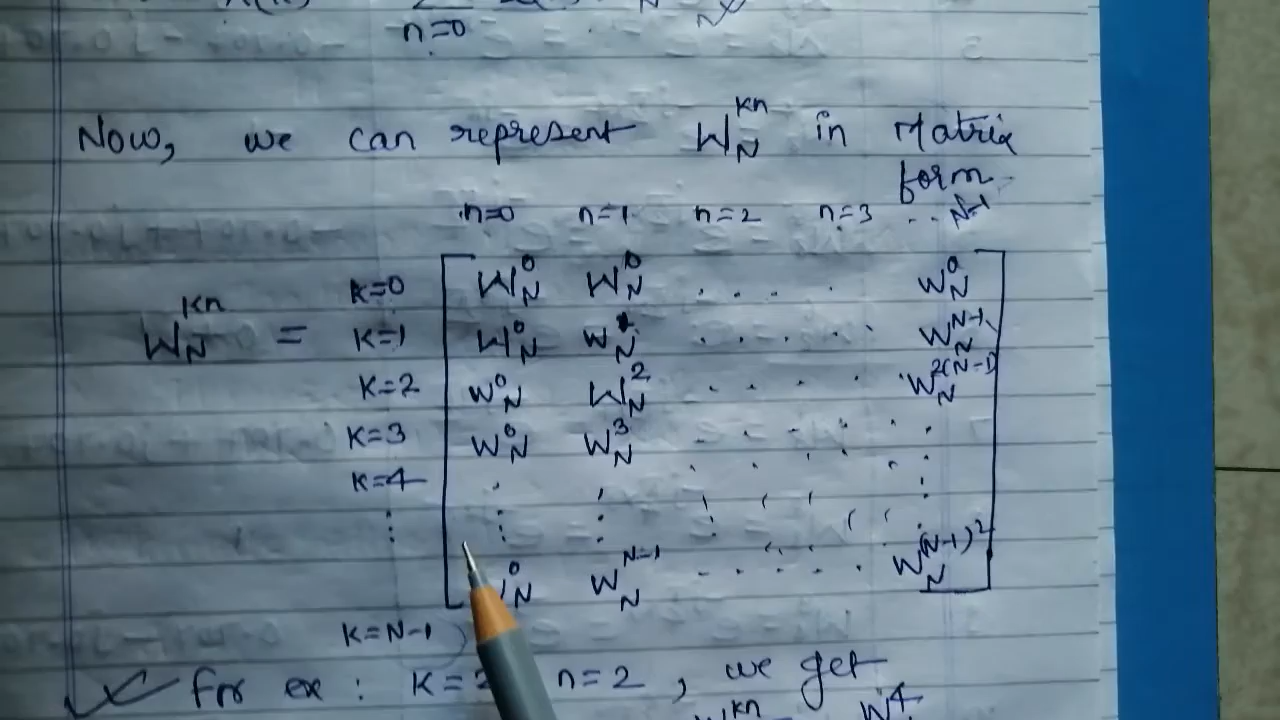 n=0
Now, we can represent W_N^{Kn} in Matrix
form
n=0 n=1 n=2 n=3 ... N-1
K=0 W_N^0 W_N^0 .... W_N^0
W_N^{Kn} = K=1 W_N^0 W_N^1 .... W_N^{N-1}
K=2 W_N^0 W_N^2 .... W_N^{2(N-1)}
K=3 W_N^0 W_N^3
K=4
W_N^0 W_N^{N-1} ..... W_N^{(N-1)^2}
K=N-1
For ex : K=2 n=2 , we get
W^{Kn} W^4